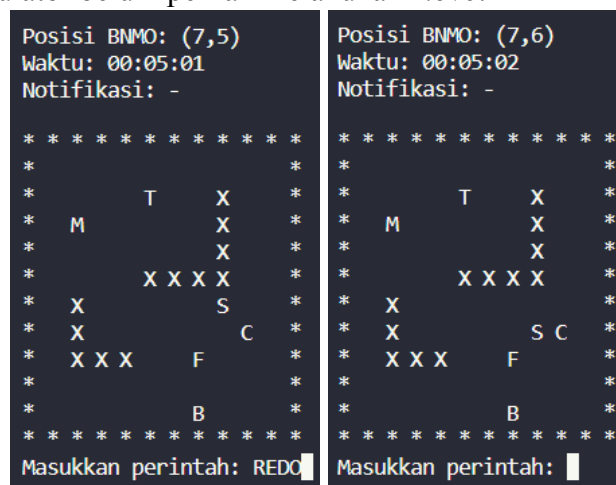 Posisi BNMO: (7,5)
Waktu: 00:05:01
Notifikasi: -
* * * * * * * * * * * *
*                     *
*         T     X     *
*   M           X     *
*               X     *
*         X X X X     *
*   X           S     *
*   X             C   *
*   X X X     F       *
*                     *
*             B       *
* * * * * * * * * * * *
Masukkan perintah: REDO
Posisi BNMO: (7,6)
Waktu: 00:05:02
Notifikasi: -
* * * * * * * * * * * *
*                     *
*         T     X     *
*   M           X     *
*               X     *
*         X X X X     *
*   X                 *
*   X           S C   *
*   X X X     F       *
*                     *
*             B       *
* * * * * * * * * * * *
Masukkan perintah: